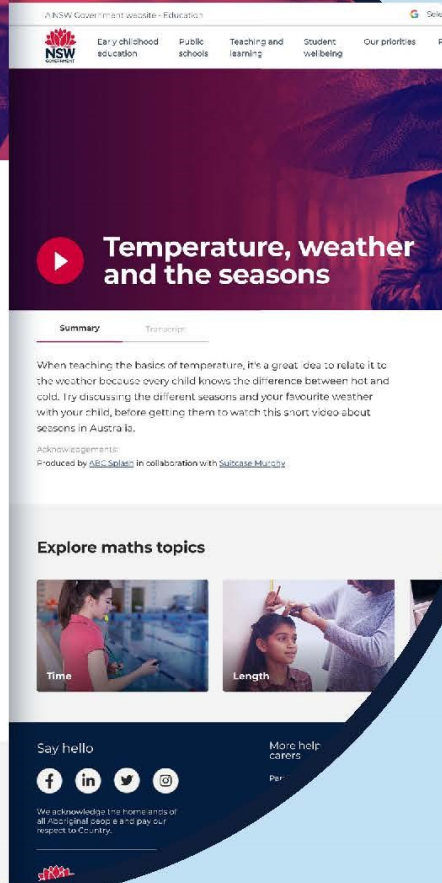 A NSW Government website - Education
NSW
GOVERNMENT
Early childhood
education
Public
schools
Teaching and
learning
Student
wellbeing
Our priorities
Temperature, weather
and the seasons
Summary
Transcript
When teaching the basics of temperature, it's a great idea to relate it to
the weather because every child knows the difference between hot and
cold. Try discussing the different seasons and your favourite weather
with your child, before getting them to watch this short video about
seasons in Australia.
Acknowledgements:
Produced by ABC Splash in collaboration with Suitcase Murphy
Explore maths topics
Time
Length
Say hello
More help
carers
We acknowledge the homelands of
all Aboriginal people and pay our
respect to Country.